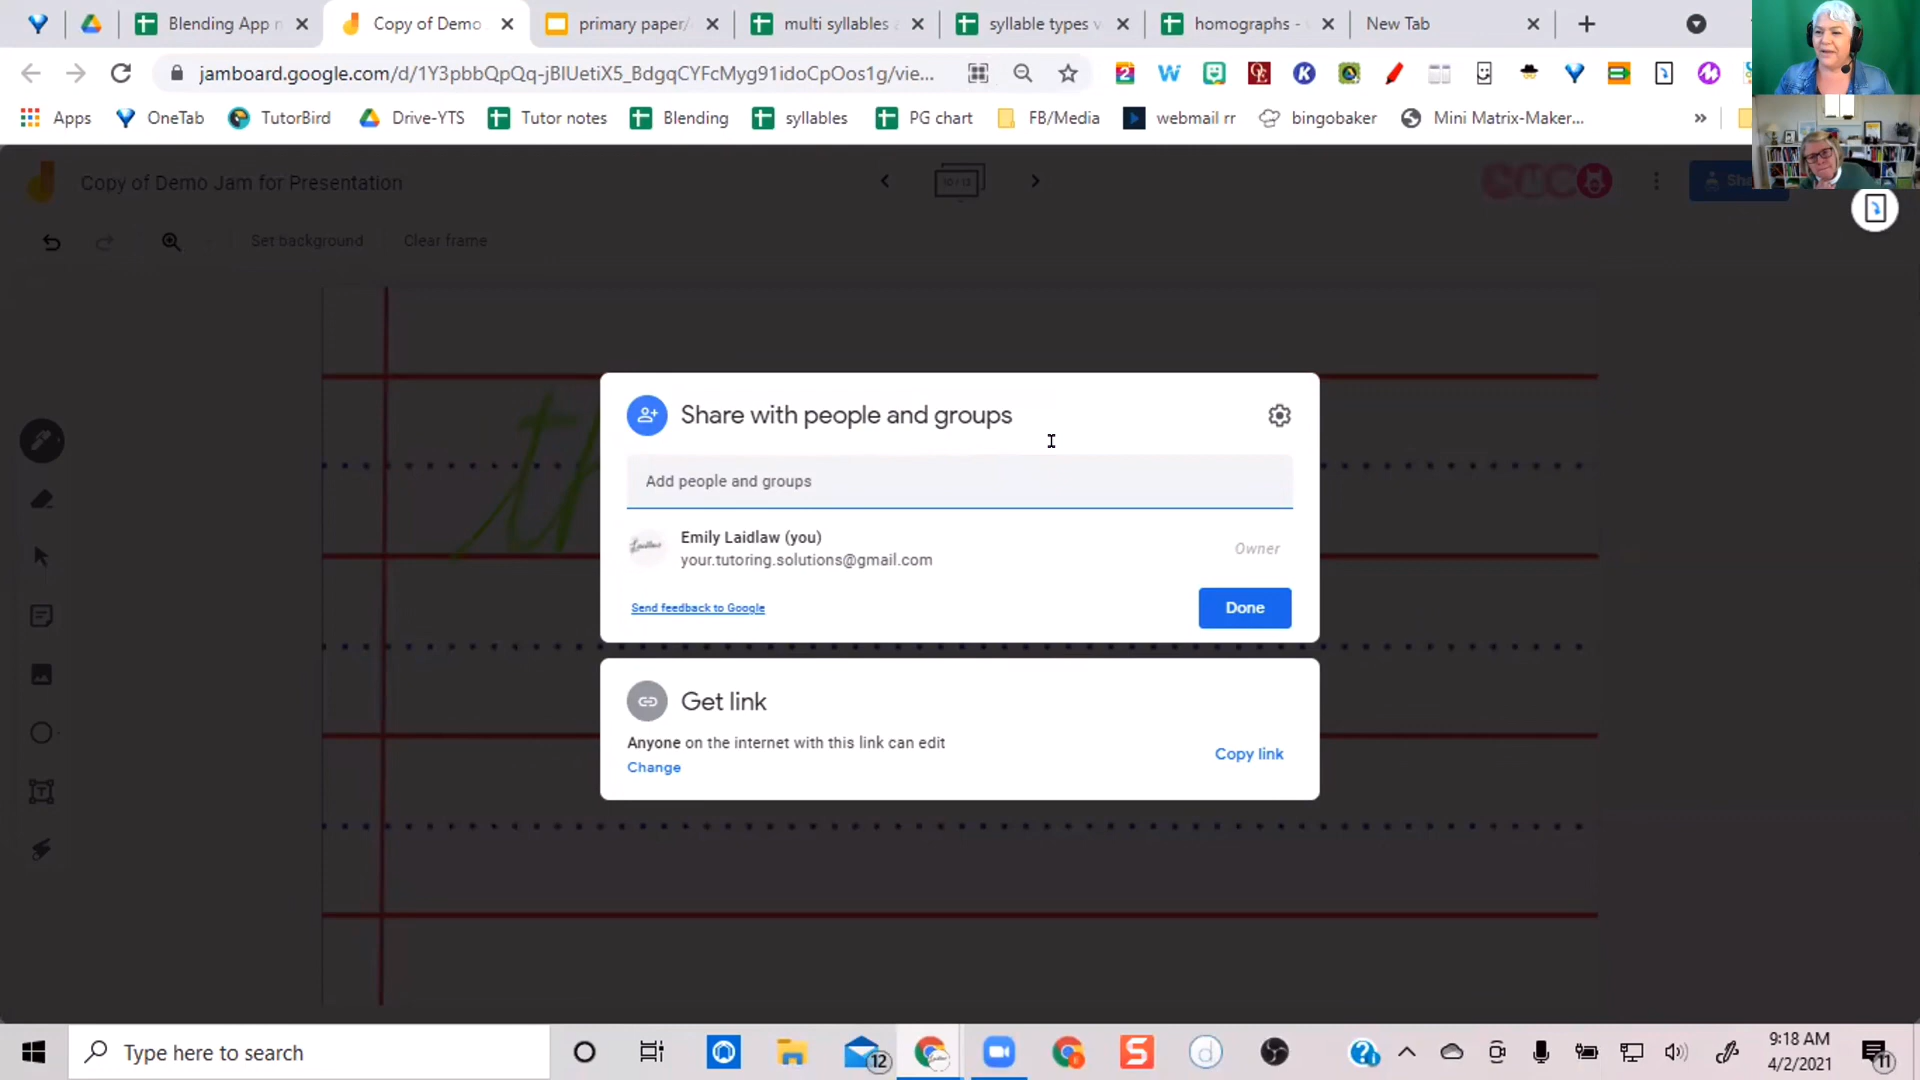 Blending App n
Copy of Demo
primary paper/
multi syllables
syllable types v
homographs -
New Tab
jamboard.google.com/d/1Y3pbbQpQq-jBlUetiX5_BdgqCYFcMyg91idoCpOos1g/vie...
Apps
OneTab
TutorBird
Drive-YTS
Tutor notes
Blending
syllables
PG chart
FB/Media
webmail rr
bingobaker
Mini Matrix-Maker...
Copy of Demo Jam for Presentation
10 / 13
Set background
Clear frame
Share with people and groups
Add people and groups
Emily Laidlaw (you)
your.tutoring.solutions@gmail.com
Owner
Send feedback to Google
Done
Get link
Anyone on the internet with this link can edit
Change
Copy link
Type here to search
12
9:18 AM
4/2/2021
11